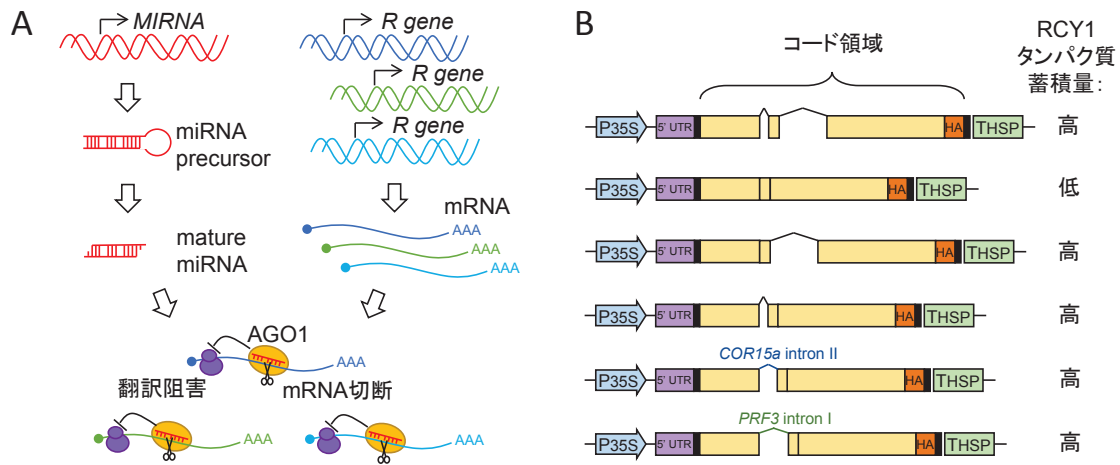 A
MIRNA
miRNA
precursor
mature
miRNA
R gene
R gene
R gene
mRNA
AAA
AAA
AAA
AGO1
AAA
翻訳阻害
mRNA切断
AAA
AAA
B
コード領域
RCY1
タンパク質
蓄積量:
P35S 5' UTR HA THSP 高
P35S 5' UTR HA THSP 低
P35S 5' UTR HA THSP 高
P35S 5' UTR HA THSP 高
COR15a intron II
P35S 5' UTR HA THSP 高
PRF3 intron I
P35S 5' UTR HA THSP 高